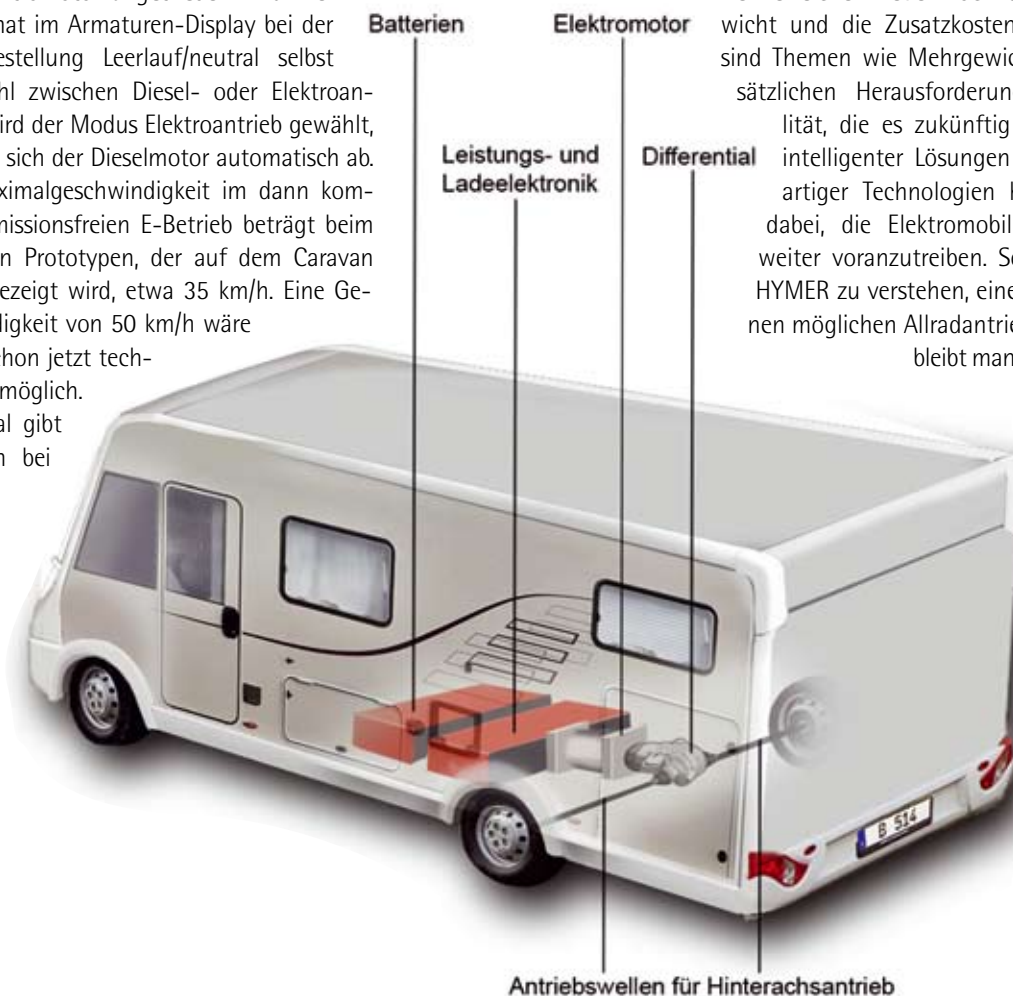 hat im Armaturen-Display bei der
estellung Leerlauf/neutral selbst
hl zwischen Diesel- oder Elektroan-
ird der Modus Elektroantrieb gewählt,
sich der Dieselmotor automatisch ab.
ximalgeschwindigkeit im dann kom-
missionsfreien E-Betrieb beträgt beim
n Prototypen, der auf dem Caravan
ezeigt wird, etwa 35 km/h. Eine Ge-
digkeit von 50 km/h wäre
chon jetzt tech-
möglich.
al gibt
n bei
Batterien
Elektromotor
Leistungs- und
Ladeelektronik
Differential
wicht und die Zusatzkosten
sind Themen wie Mehrgewic
sätzlichen Herausforderun
lität, die es zukünftig
intelligenter Lösungen
artiger Technologien
dabei, die Elektromobil
weiter voranzutreiben. S
HYMER zu verstehen, eine
nen möglichen Allradantrie
bleibt man
B 514
Antriebswellen für Hinterachsantrieb